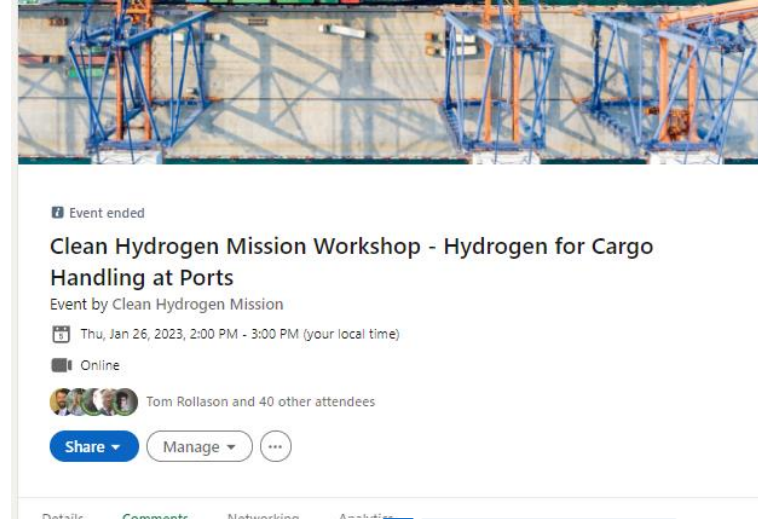 Event ended
Clean Hydrogen Mission Workshop - Hydrogen for Cargo
Handling at Ports
Event by Clean Hydrogen Mission
Thu, Jan 26, 2023, 2:00 PM - 3:00 PM (your local time)
Online
Tom Rollason and 40 other attendees
Share Manage
Details Comments Networking Analytics